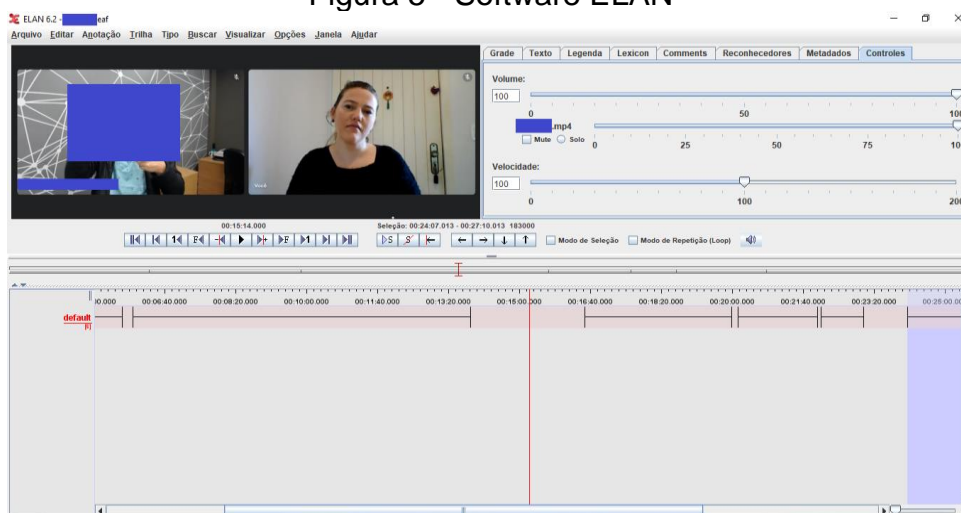 Figura 3 - Software ELAN
ELAN 6.2 - eaf
Arquivo Editar Anotação Trilha Tipo Buscar Visualizar Opções Janela Ajudar
Grade Texto Legenda Lexicon Comments Reconhecedores Metadados Controles
Volume:
100
0 50 100
.mp4
Mute Solo 0 25 50 75 10
Velocidade:
100
0 100 200
00:15:14.000 Seleção: 00:24:07.013 - 00:27:10.013 183000
Modo de Seleção Modo de Repetição (Loop)
00:06:40.000 00:08:20.000 00:10:00.000 00:11:40.000 00:13:20.000 00:15:00.000 00:16:40.000 00:18:20.000 00:20:00.000 00:21:40.000 00:23:20.000 00:25:00.00
default